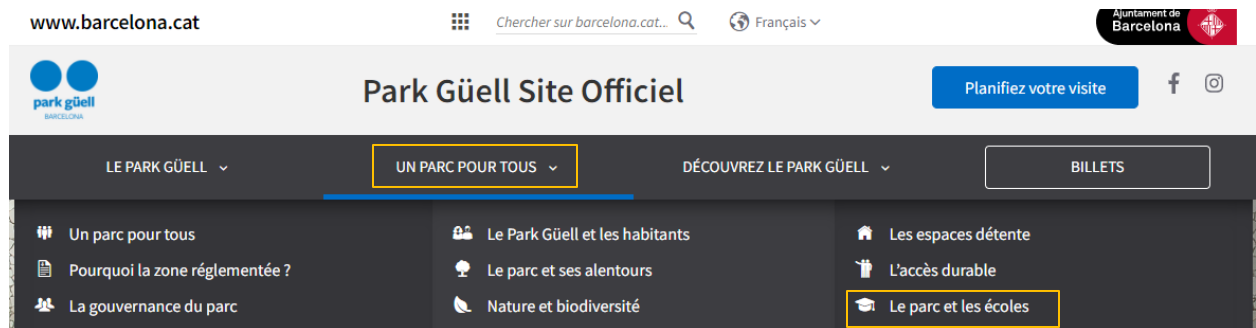 www.barcelona.cat
Chercher sur barcelona.cat...
Français
Ajuntament de
Barcelona
park güell
BARCELONA
Park Güell Site Officiel
Planifiez votre visite
LE PARK GÜELL
UN PARC POUR TOUS
DÉCOUVREZ LE PARK GÜELL
BILLETS
Un parc pour tous
Le Park Güell et les habitants
Les espaces détente
Pourquoi la zone réglementée ?
Le parc et ses alentours
L'accès durable
La gouvernance du parc
Nature et biodiversité
Le parc et les écoles